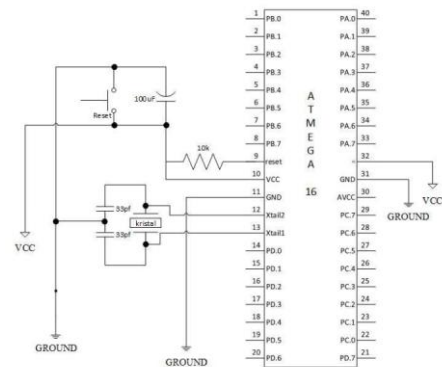 1 PB.0 PA.0 40
2 PB.1 PA.1 39
3 PB.2 PA.2 38
4 PB.3 PA.3 37
5 PB.4 PA.4 36
6 PB.5 PA.5 35
7 PB.6 PA.6 34
8 PB.7 PA.7 33
9 reset 32
10 VCC GND 31
11 GND AVCC 30
12 Xtail2 PC.7 29
13 Xtail1 PC.6 28
14 PD.0 PC.5 27
15 PD.1 PC.4 26
16 PD.2 PC.3 25
17 PD.3 PC.2 24
18 PD.4 PC.1 23
19 PD.5 PC.0 22
20 PD.6 PD.7 21
ATMEGA
16
100uF
Reset
10k
33pf
kristal
33pf
VCC
GROUND
GROUND
GROUND
VCC